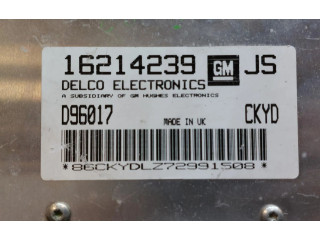 16214239 GM JS
DELCO ELECTRONICS
A SUBSIDIARY OF GM HUGHES ELECTRONICS
D96017 MADE IN UK CKYD
*86CKYDLZ72991508*